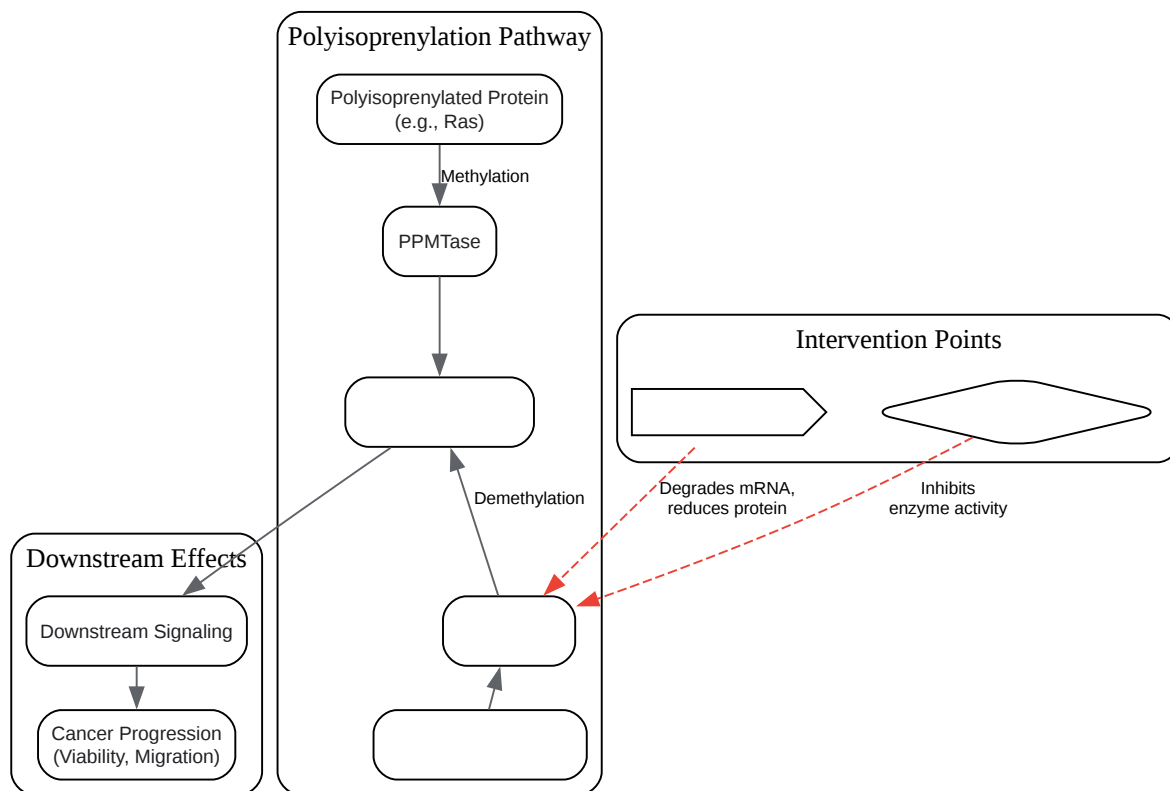 Polyisoprenylation Pathway
Polyisoprenylated Protein
(e.g., Ras)
Methylation
PPMTase
Intervention Points
Demethylation
Degrades mRNA,
reduces protein
Inhibits
enzyme activity
Downstream Effects
Downstream Signaling
Cancer Progression
(Viability, Migration)